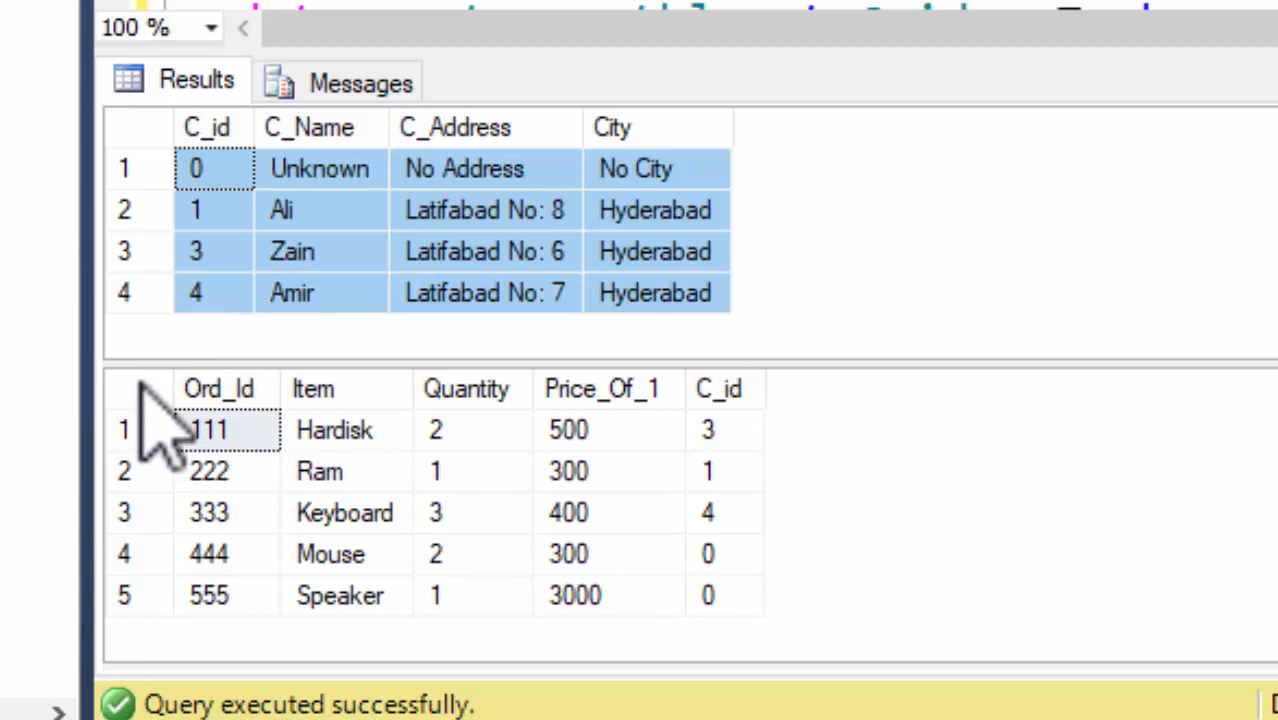 100 %
Results Messages
C_id C_Name C_Address City
1 0 Unknown No Address No City
2 1 Ali Latifabad No: 8 Hyderabad
3 3 Zain Latifabad No: 6 Hyderabad
4 4 Amir Latifabad No: 7 Hyderabad
Ord_Id Item Quantity Price_Of_1 C_id
1 111 Hardisk 2 500 3
2 222 Ram 1 300 1
3 333 Keyboard 3 400 4
4 444 Mouse 2 300 0
5 555 Speaker 1 3000 0
Query executed successfully.